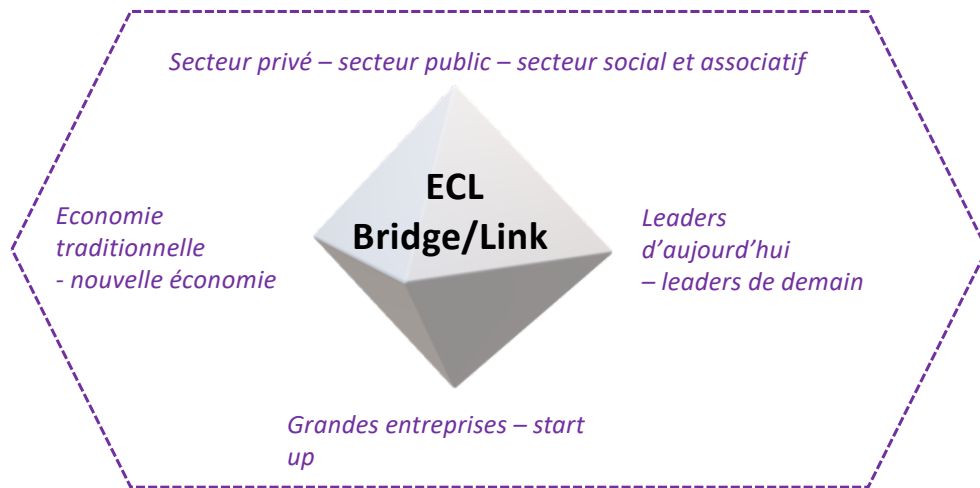 Secteur privé – secteur public – secteur social et associatif
ECL
Bridge/Link
Economie
traditionnelle
- nouvelle économie
Leaders
d’aujourd’hui
– leaders de demain
Grandes entreprises – start
up